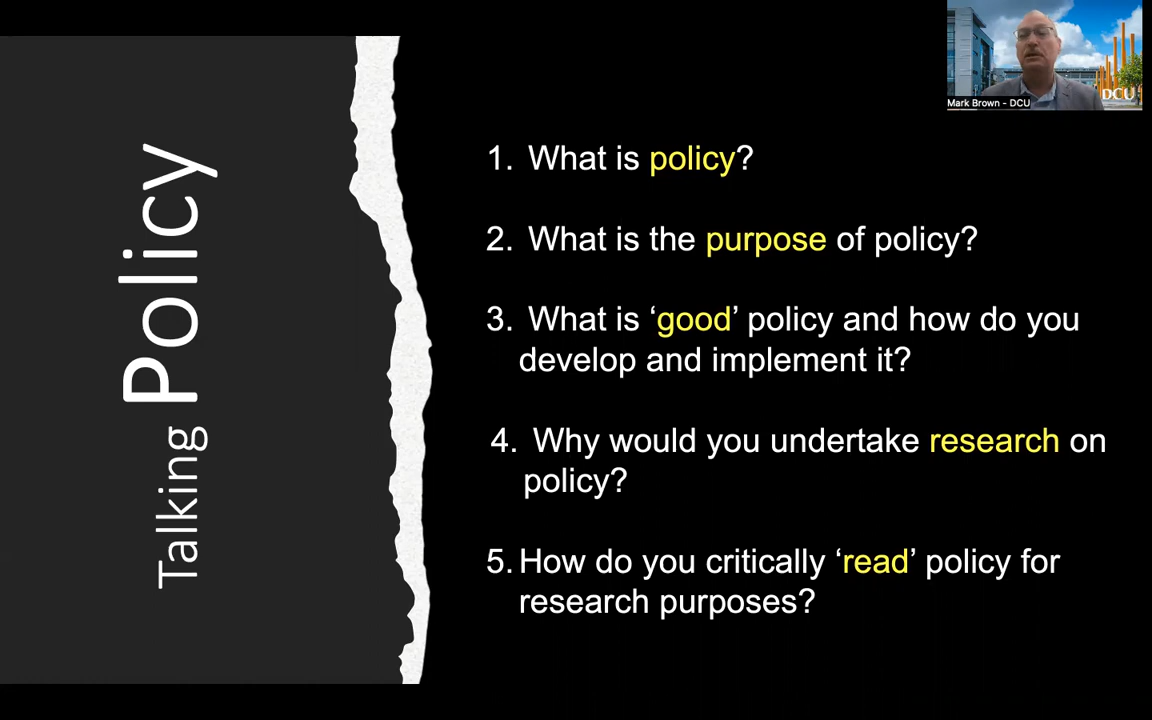 Talking Policy
Mark Brown - DCU
DCU
1. What is policy?
2. What is the purpose of policy?
3. What is ‘good’ policy and how do you
develop and implement it?
4. Why would you undertake research on
policy?
5. How do you critically ‘read’ policy for
research purposes?